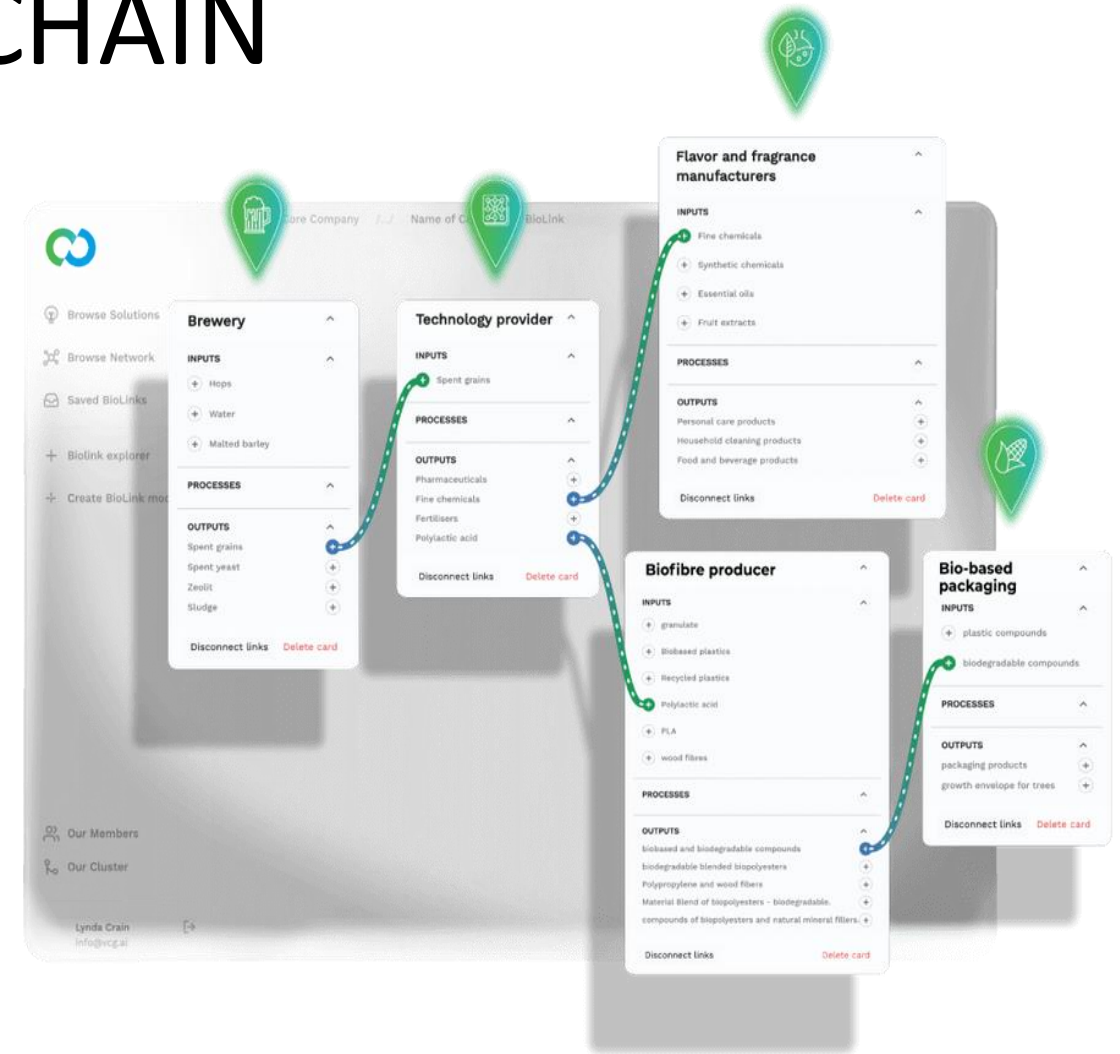 CHAIN
Core Company /../ Name of C BioLink
Browse Solutions
Browse Network
Saved BioLinks
Biolink explorer
Create BioLink mod
Our Members
Our Cluster
Lynda Crain
info@vcg.ai
Brewery
INPUTS
Hops
Water
Malted barley
PROCESSES
OUTPUTS
Spent grains
Spent yeast
Zeolit
Sludge
Disconnect links Delete card
Technology provider
INPUTS
Spent grains
PROCESSES
OUTPUTS
Pharmaceuticals
Fine chemicals
Fertilisers
Polylactic acid
Disconnect links Delete card
Flavor and fragrance
manufacturers
INPUTS
Fine chemicals
Synthetic chemicals
Essential oils
Fruit extracts
PROCESSES
OUTPUTS
Personal care products
Household cleaning products
Food and beverage products
Disconnect links Delete card
Biofibre producer
INPUTS
granulate
Biobased plastics
Recycled plastics
Polylactic acid
PLA
wood fibres
PROCESSES
OUTPUTS
biobased and biodegradable compounds
biodegradable blended biopolyesters
Polypropylene and wood fibers
Material Blend of biopolyesters - biodegradable.
compounds of biopolyesters and natural mineral fillers.
Disconnect links Delete card
Bio-based
packaging
INPUTS
plastic compounds
biodegradable compounds
PROCESSES
OUTPUTS
packaging products
growth envelope for trees
Disconnect links Delete card